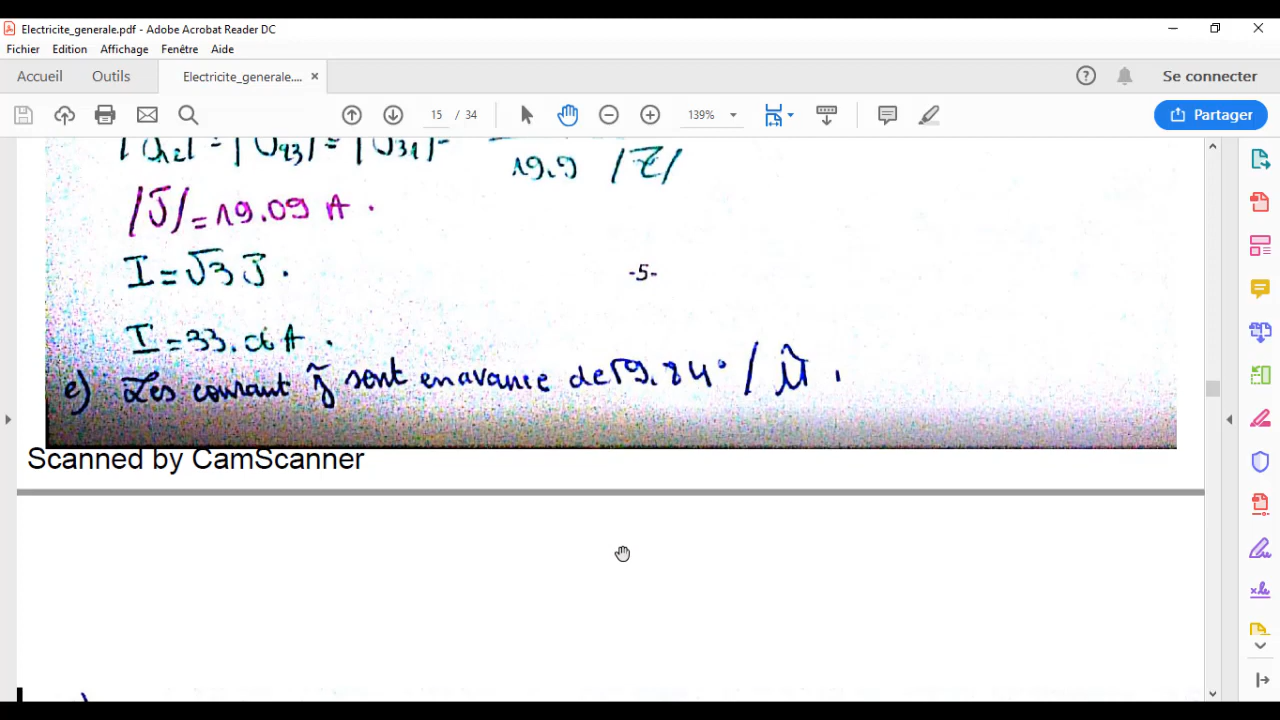 Electricite_generale.pdf - Adobe Acrobat Reader DC
Fichier Edition Affichage Fenêtre Aide
Accueil Outils Electricite_generale.... × Se connecter
15 / 34 139% Partager
19.9 /Z/
/J/ = 19.09 A.
I = √3 J.
-5-
I = 33. A.
e) Les courant j sont en avance de 19.84° / U.
Scanned by CamScanner